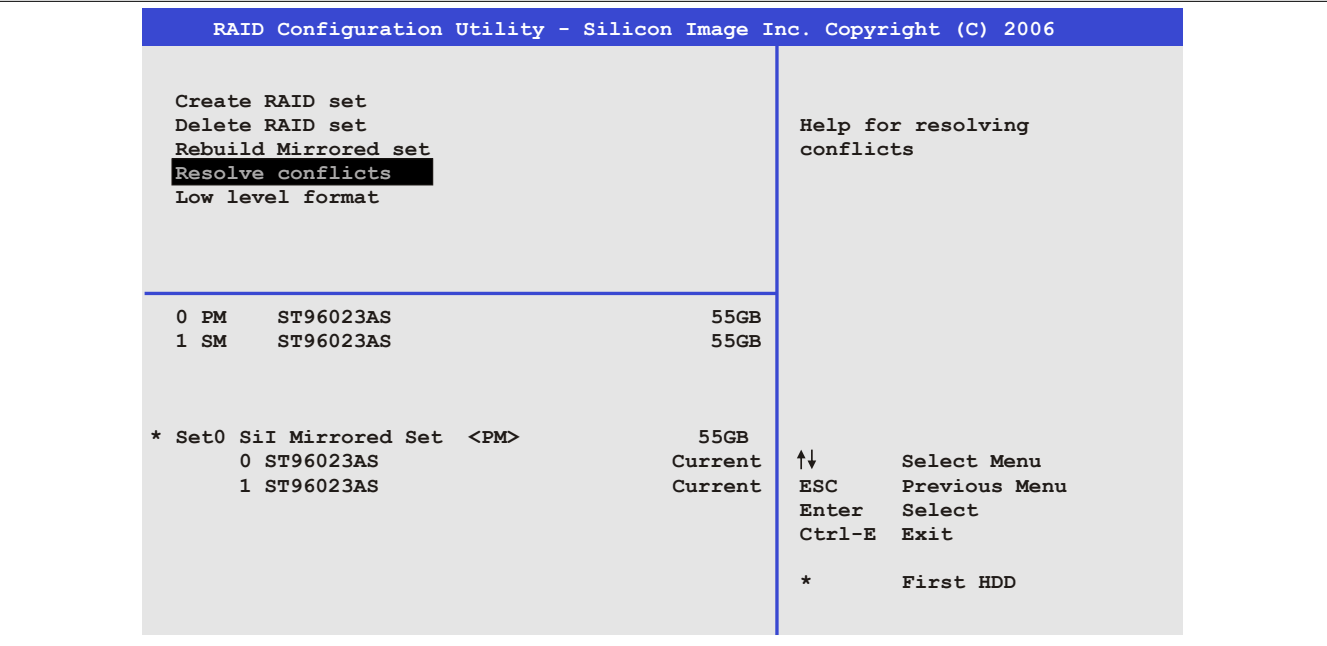 RAID Configuration Utility - Silicon Image Inc. Copyright (C) 2006
Create RAID set
Delete RAID set
Rebuild Mirrored set
Resolve conflicts
Low level format
Help for resolving
conflicts
0 PM ST96023AS 55GB
1 SM ST96023AS 55GB
* Set0 SiI Mirrored Set <PM> 55GB
0 ST96023AS Current
1 ST96023AS Current
↑↓ Select Menu
ESC Previous Menu
Enter Select
Ctrl-E Exit
* First HDD